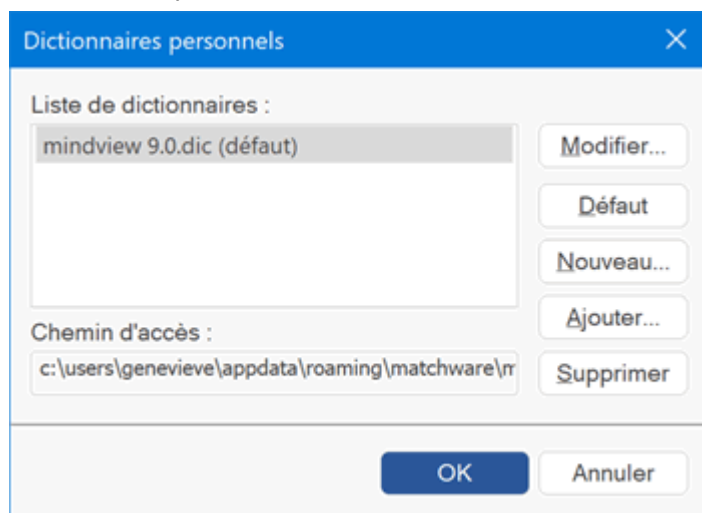 Dictionnaires personnels
Liste de dictionnaires :
mindview 9.0.dic (défaut)
Modifier...
Défaut
Nouveau...
Ajouter...
Chemin d'accès :
c:\users\genevieve\appdata\roaming\matchware\m
Supprimer
OK
Annuler